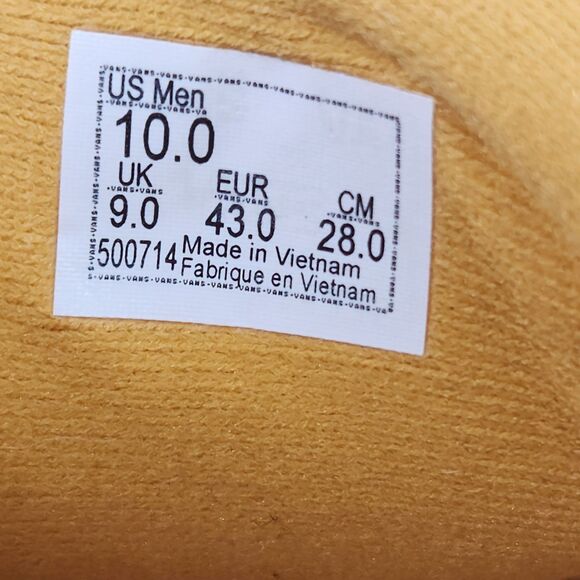 US Men
10.0
UK EUR CM
9.0 43.0 28.0
500714 Made in Vietnam
Fabrique en Vietnam